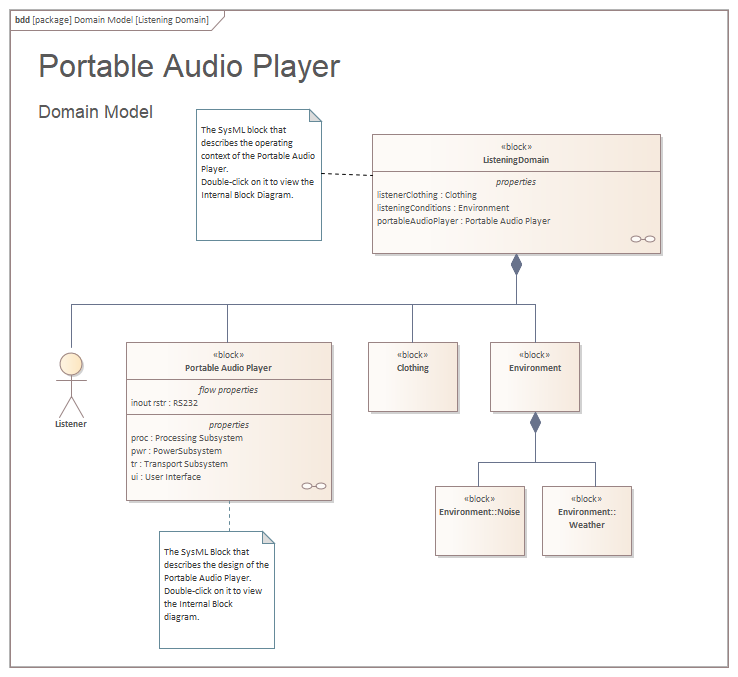 bdd [package] Domain Model [Listening Domain]
Portable Audio Player
Domain Model
The SysML block that
describes the operating
context of the Portable Audio
Player.
Double-click on it to view the
Internal Block Diagram.
«block»
ListeningDomain
properties
listenerClothing : Clothing
listeningConditions : Environment
portableAudioPlayer : Portable Audio Player
Listener
«block»
Portable Audio Player
flow properties
inout rstr : RS232
properties
proc : Processing Subsystem
pwr : PowerSubsystem
tr : Transport Subsystem
ui : User Interface
«block»
Clothing
«block»
Environment
«block»
Environment::Noise
«block»
Environment::
Weather
The SysML Block that
describes the design of the
Portable Audio Player.
Double-click on it to view
the Internal Block
diagram.